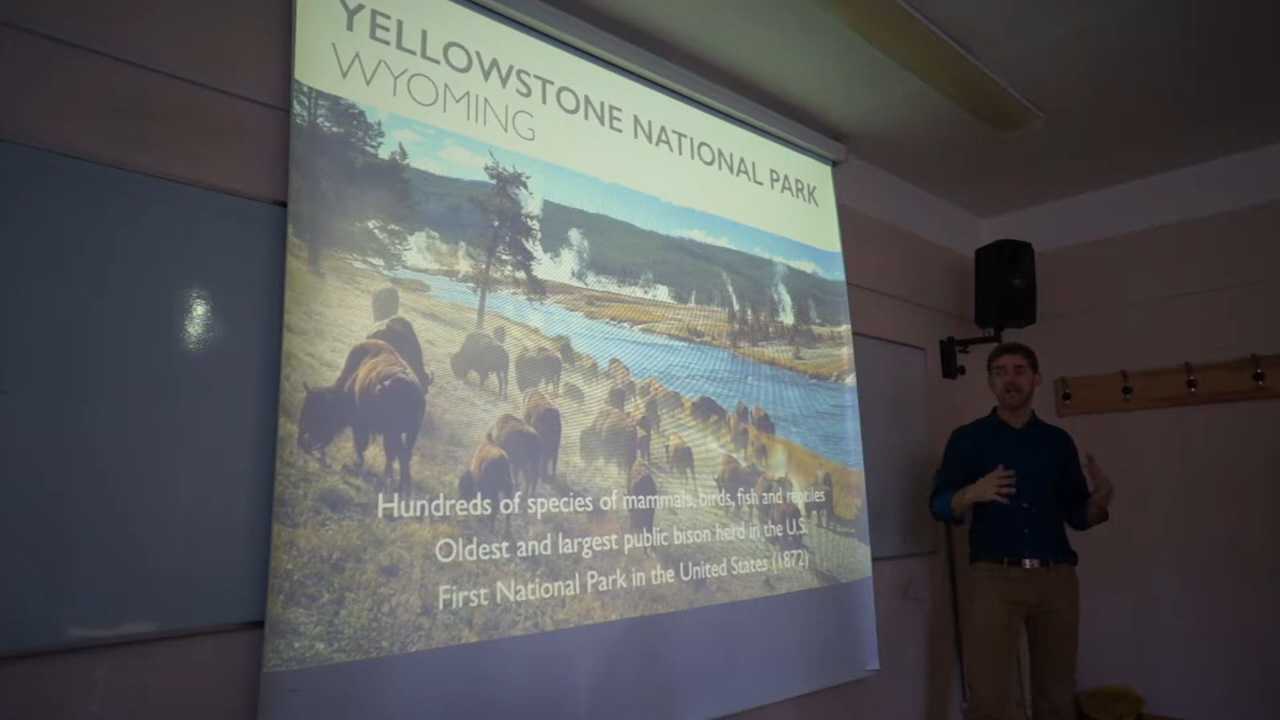 YELLOWSTONE NATIONAL PARK
WYOMING
Hundreds of species of mammals, birds, fish and reptiles
Oldest and largest public bison herd in the U.S.
First National Park in the United States (1872)